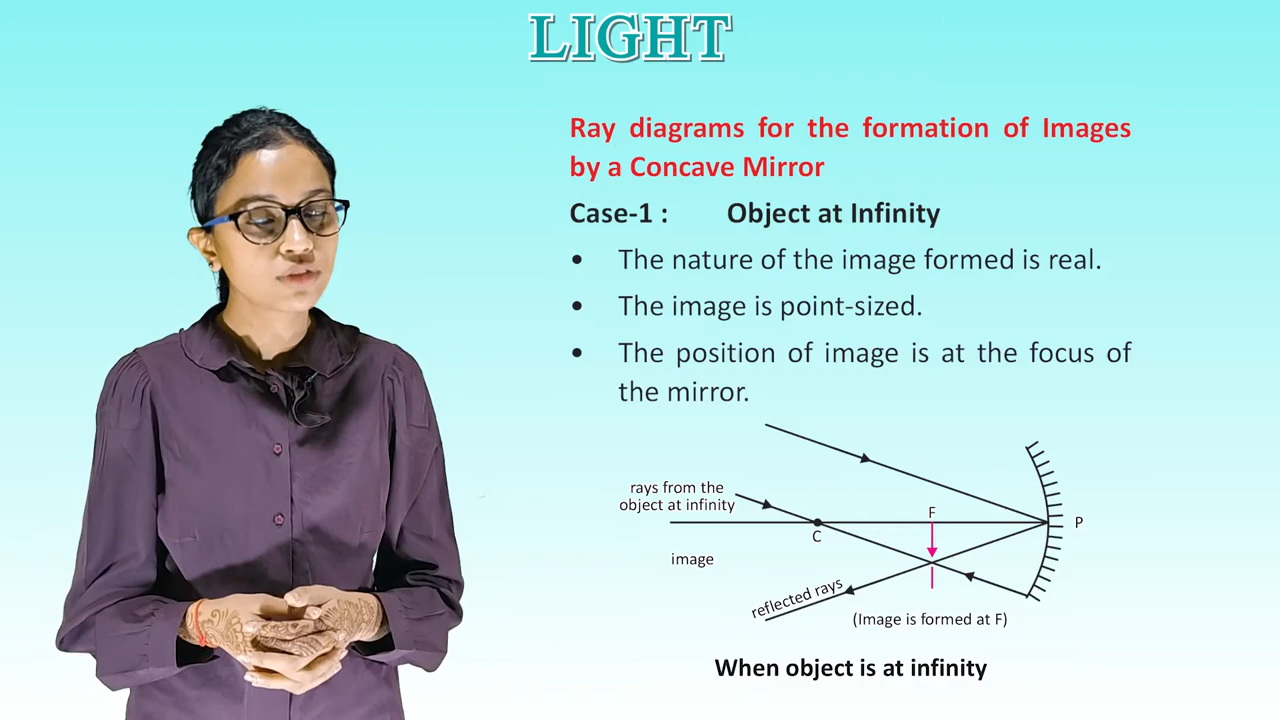 LIGHT
Ray diagrams for the formation of Images
by a Concave Mirror
Case-1 : Object at Infinity
• The nature of the image formed is real.
• The image is point-sized.
• The position of image is at the focus of
the mirror.
rays from the
object at infinity
F
P
C
image
reflected rays
(Image is formed at F)
When object is at infinity